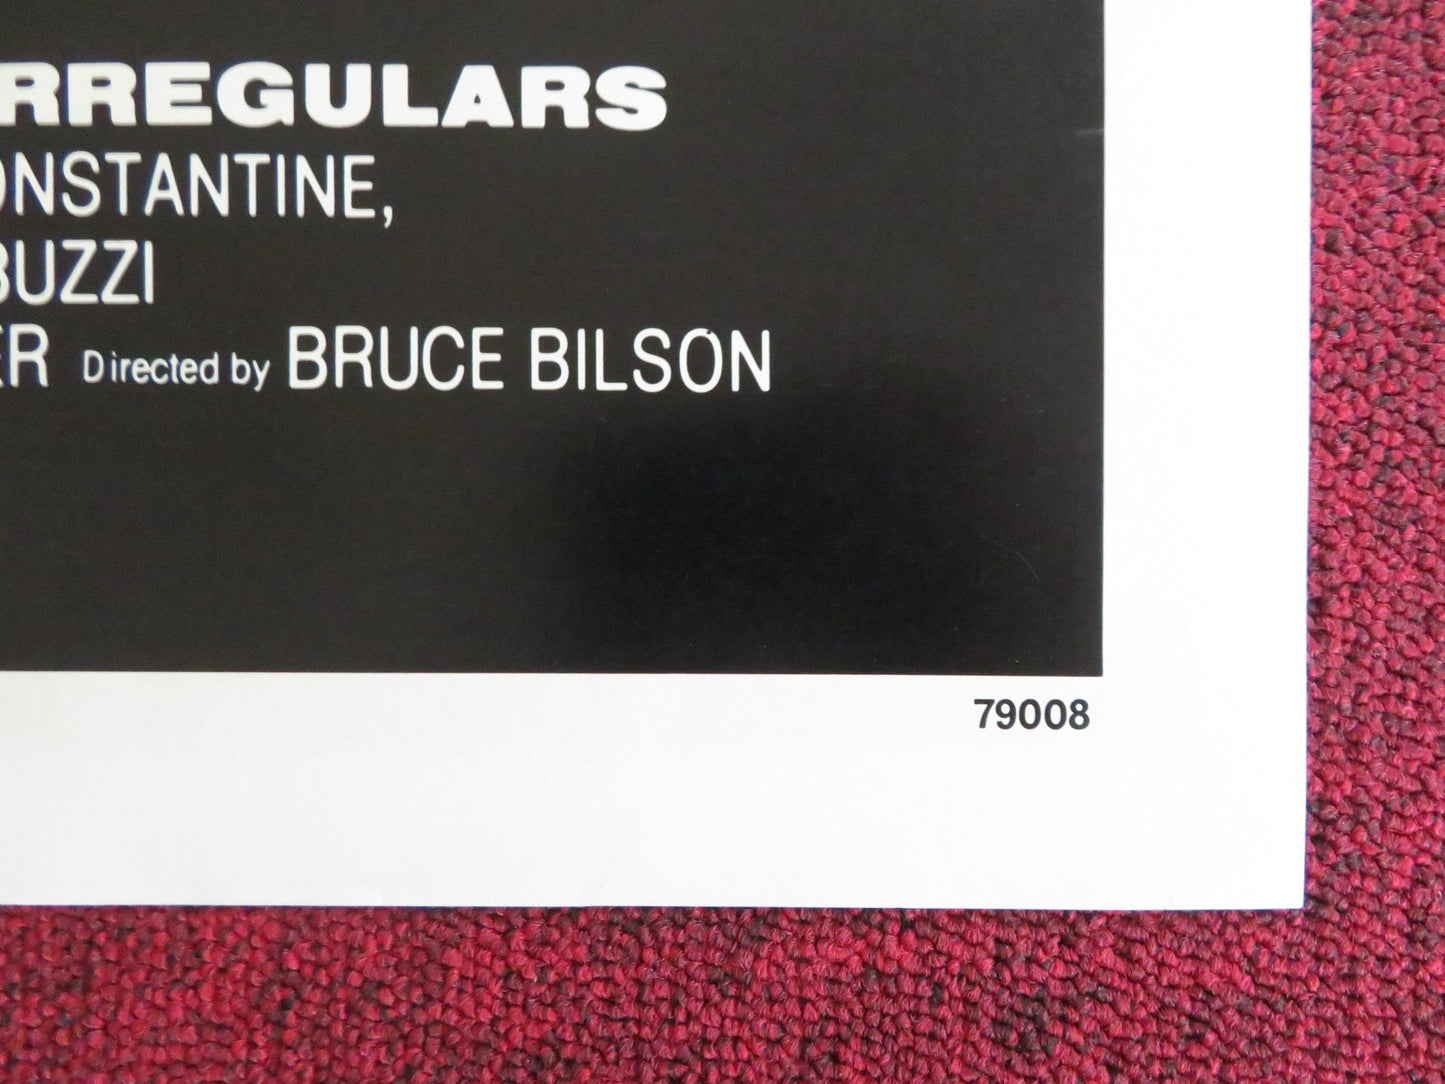 RREGULARS
ONSTANTINE,
BUZZI
ER Directed by BRUCE BILSON
79008